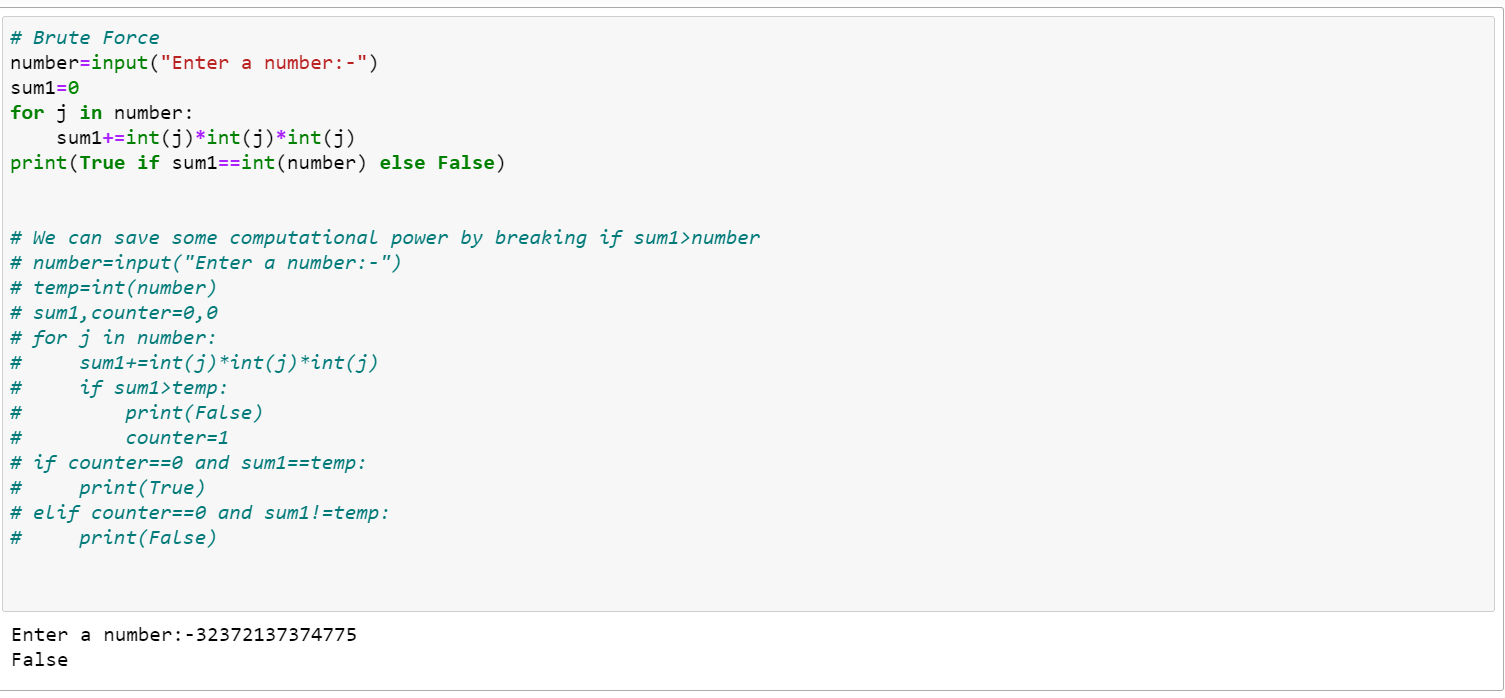 # Brute Force
number=input("Enter a number:-")
sum1=0
for j in number:
    sum1+=int(j)*int(j)*int(j)
print(True if sum1==int(number) else False)
# We can save some computational power by breaking if sum1>number
# number=input("Enter a number:-")
# temp=int(number)
# sum1,counter=0,0
# for j in number:
#     sum1+=int(j)*int(j)*int(j)
#     if sum1>temp:
#         print(False)
#         counter=1
# if counter==0 and sum1==temp:
#     print(True)
# elif counter==0 and sum1!=temp:
#     print(False)
Enter a number:-32372137374775
False